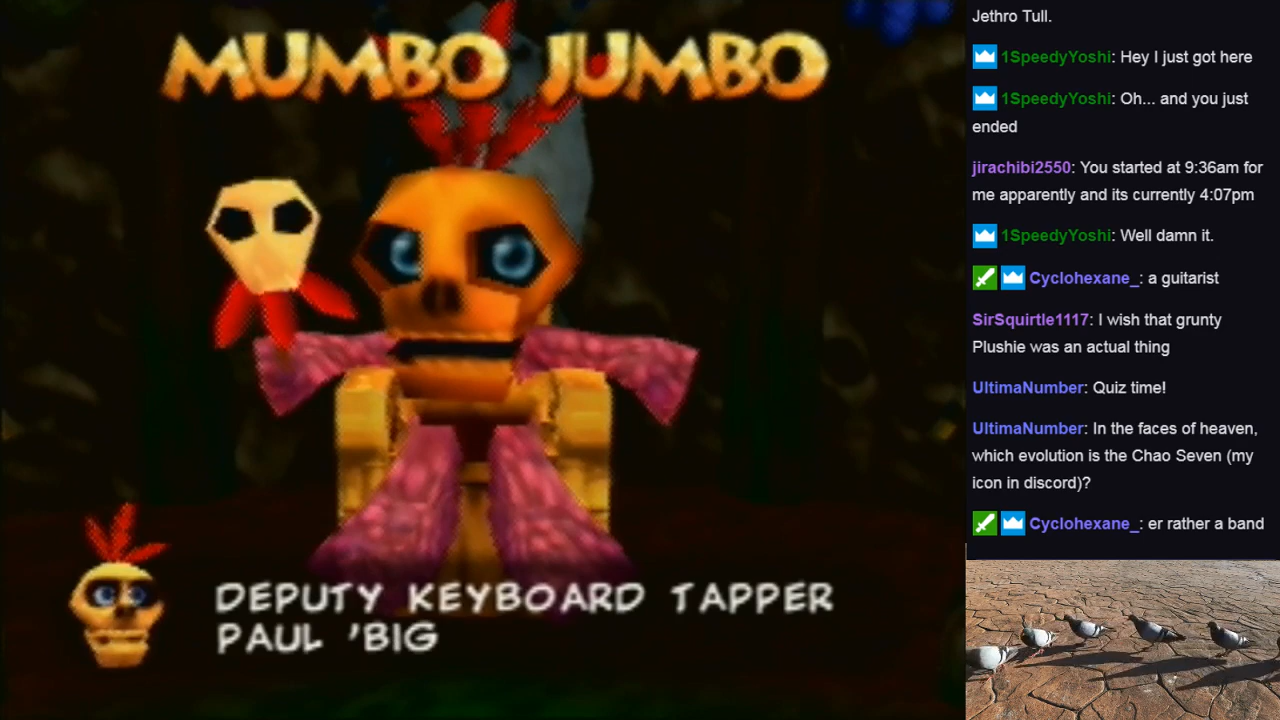 MUMBO JUMBO
DEPUTY KEYBOARD TAPPER
PAUL 'BIG
Jethro Tull.
1SpeedyYoshi: Hey I just got here
1SpeedyYoshi: Oh... and you just
ended
jirachibi2550: You started at 9:36am for
me apparently and its currently 4:07pm
1SpeedyYoshi: Well damn it.
Cyclohexane_: a guitarist
SirSquirtle1117: I wish that grunty
Plushie was an actual thing
UltimaNumber: Quiz time!
UltimaNumber: In the faces of heaven,
which evolution is the Chao Seven (my
icon in discord)?
Cyclohexane_: er rather a band